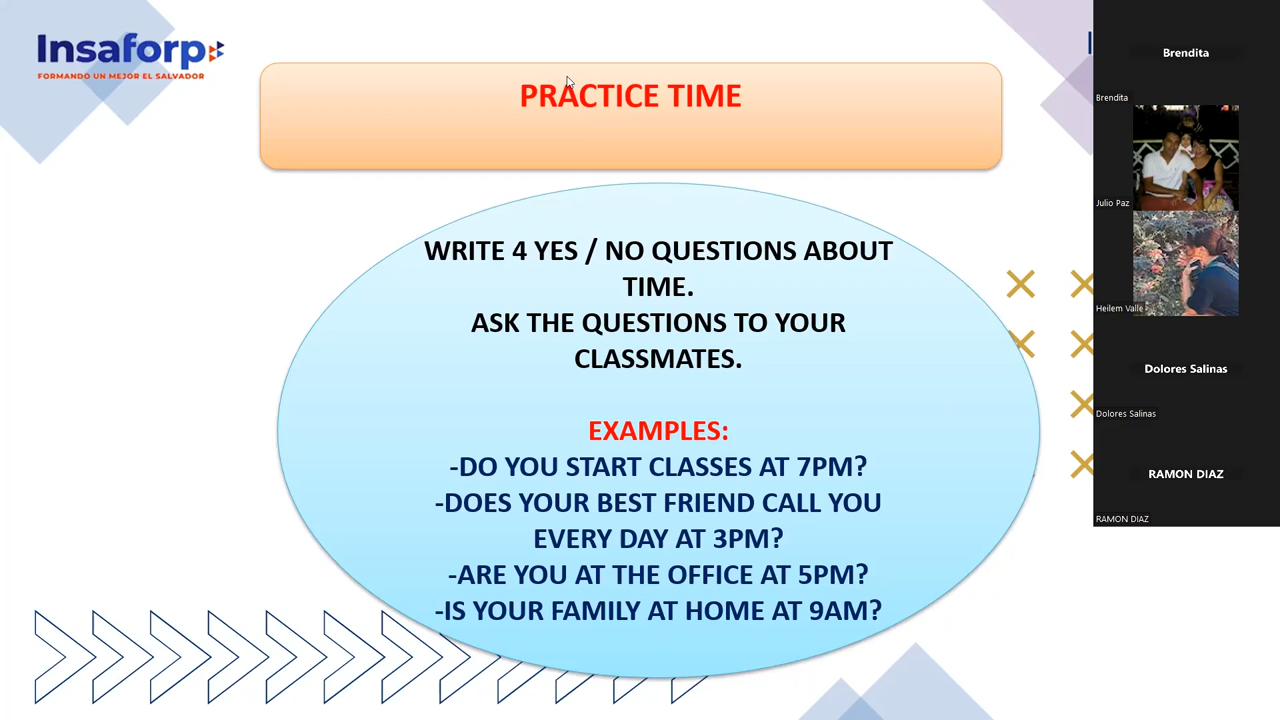 Insaforp
FORMANDO UN MEJOR EL SALVADOR
PRACTICE TIME
WRITE 4 YES / NO QUESTIONS ABOUT
TIME.
ASK THE QUESTIONS TO YOUR
CLASSMATES.
EXAMPLES:
-DO YOU START CLASSES AT 7PM?
-DOES YOUR BEST FRIEND CALL YOU
EVERY DAY AT 3PM?
-ARE YOU AT THE OFFICE AT 5PM?
-IS YOUR FAMILY AT HOME AT 9AM?
Brendita
Brendita
Julio Paz
Heilem Valle
Dolores Salinas
Dolores Salinas
RAMON DIAZ
RAMON DIAZ